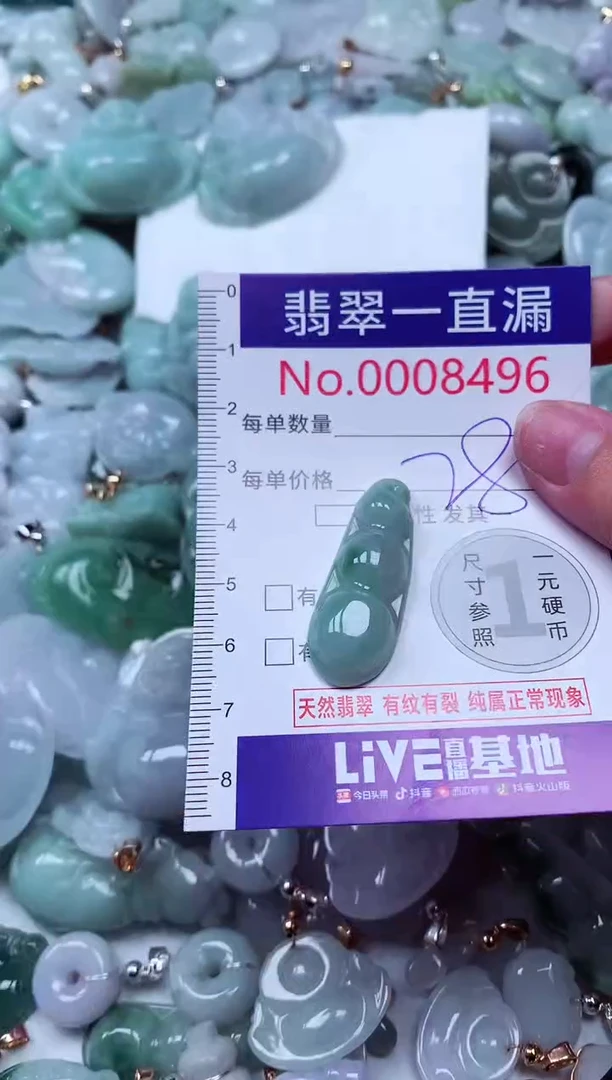 0
翡翠一直漏
1
No.0008496
2
每单数量
3
每单价格
28
4
性 发其
5
有
6
尺寸参照
1
一元硬币
7
天然翡翠 有纹有裂 纯属正常现象
8
LiVE直播基地
今日头条 抖音 西瓜视频 抖音火山版